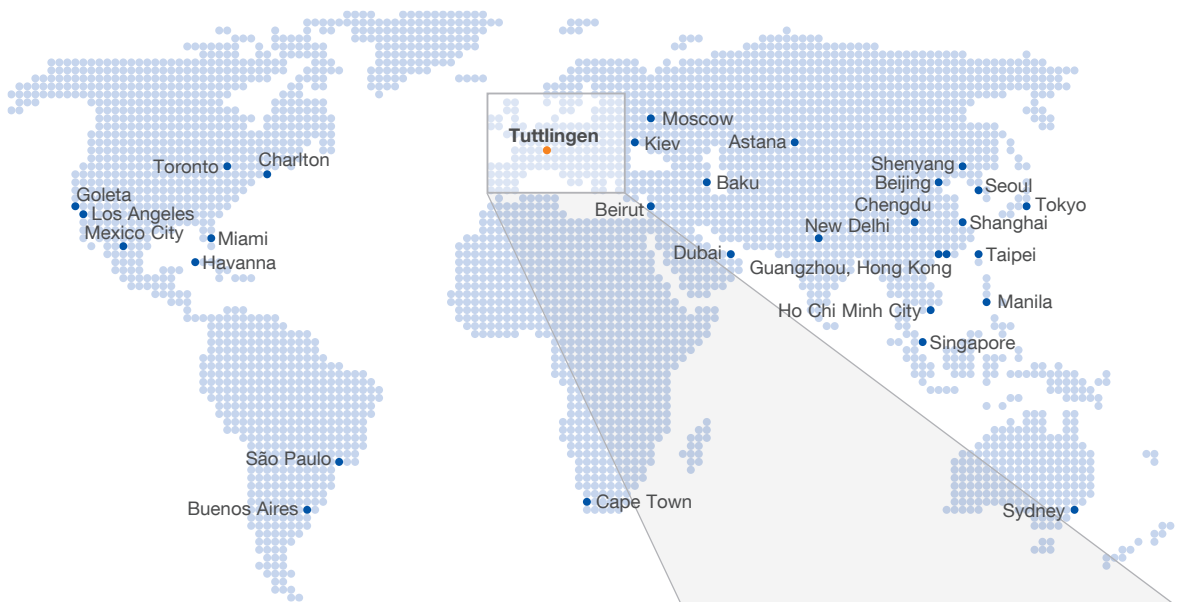 Moscow
Tuttlingen
Kiev
Astana
Toronto
Charlton
Shenyang
Beijing
Baku
Seoul
Goleta
Los Angeles
Beirut
Chengdu
Tokyo
Mexico City
New Delhi
Shanghai
Miami
Havanna
Dubai
Guangzhou, Hong Kong
Taipei
Manila
Ho Chi Minh City
Singapore
São Paulo
Buenos Aires
Cape Town
Sydney